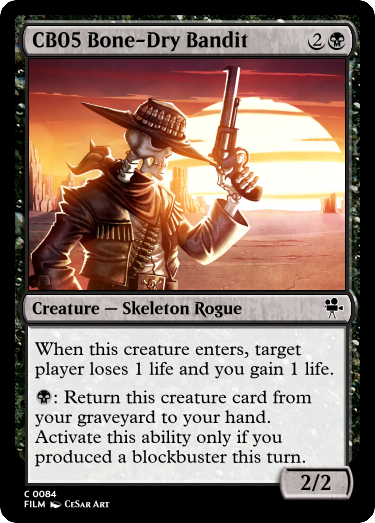 CB05 Bone-Dry Bandit 2
Creature — Skeleton Rogue
When this creature enters, target
player loses 1 life and you gain 1 life.
: Return this creature card from
your graveyard to your hand.
Activate this ability only if you
produced a blockbuster this turn.
2/2
C 0084
FILM CeSar Art